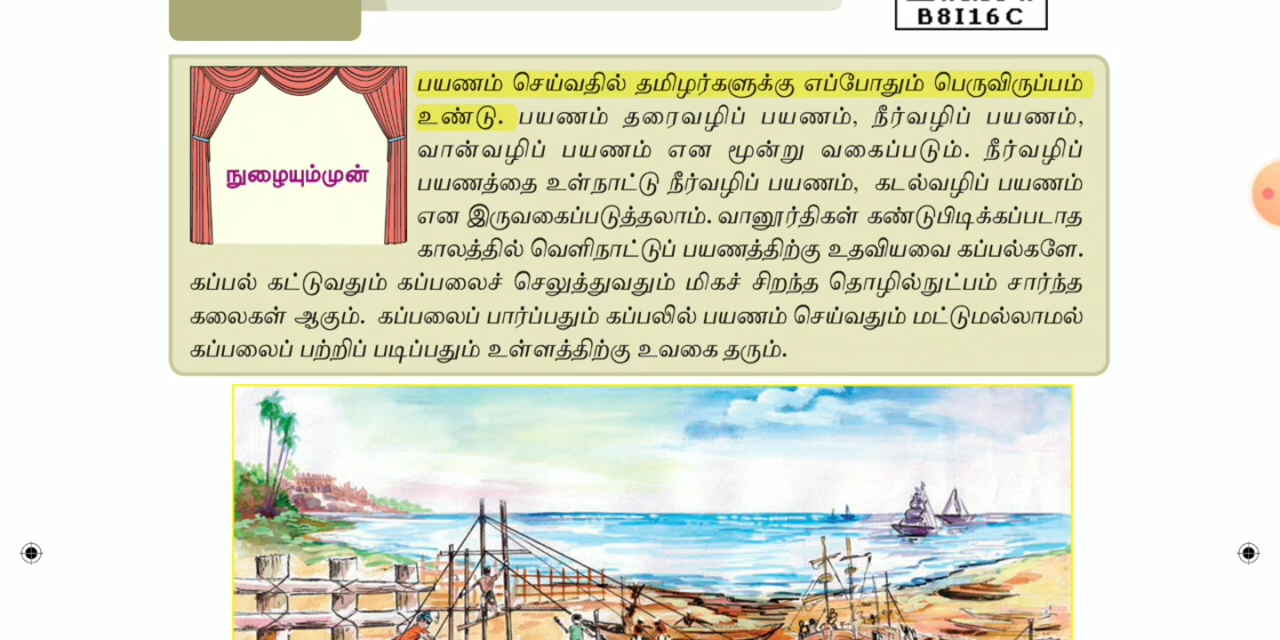 B8I16C
பயணம் செய்வதில் தமிழர்களுக்கு எப்போதும் பெருவிருப்பம்
உண்டு. பயணம் தரைவழிப் பயணம், நீர்வழிப் பயணம்,
வான்வழிப் பயணம் என மூன்று வகைப்படும். நீர்வழிப்
நுழையும்முன்
பயணத்தை உள்நாட்டு நீர்வழிப் பயணம், கடல்வழிப் பயணம்
என இருவகைப்படுத்தலாம். வானூர்திகள் கண்டுபிடிக்கப்படாத
காலத்தில் வெளிநாட்டுப் பயணத்திற்கு உதவியவை கப்பல்களே.
கப்பல் கட்டுவதும் கப்பலைச் செலுத்துவதும் மிகச் சிறந்த தொழில்நுட்பம் சார்ந்த
கலைகள் ஆகும். கப்பலைப் பார்ப்பதும் கப்பலில் பயணம் செய்வதும் மட்டுமல்லாமல்
கப்பலைப் பற்றிப் படிப்பதும் உள்ளத்திற்கு உவகை தரும்.